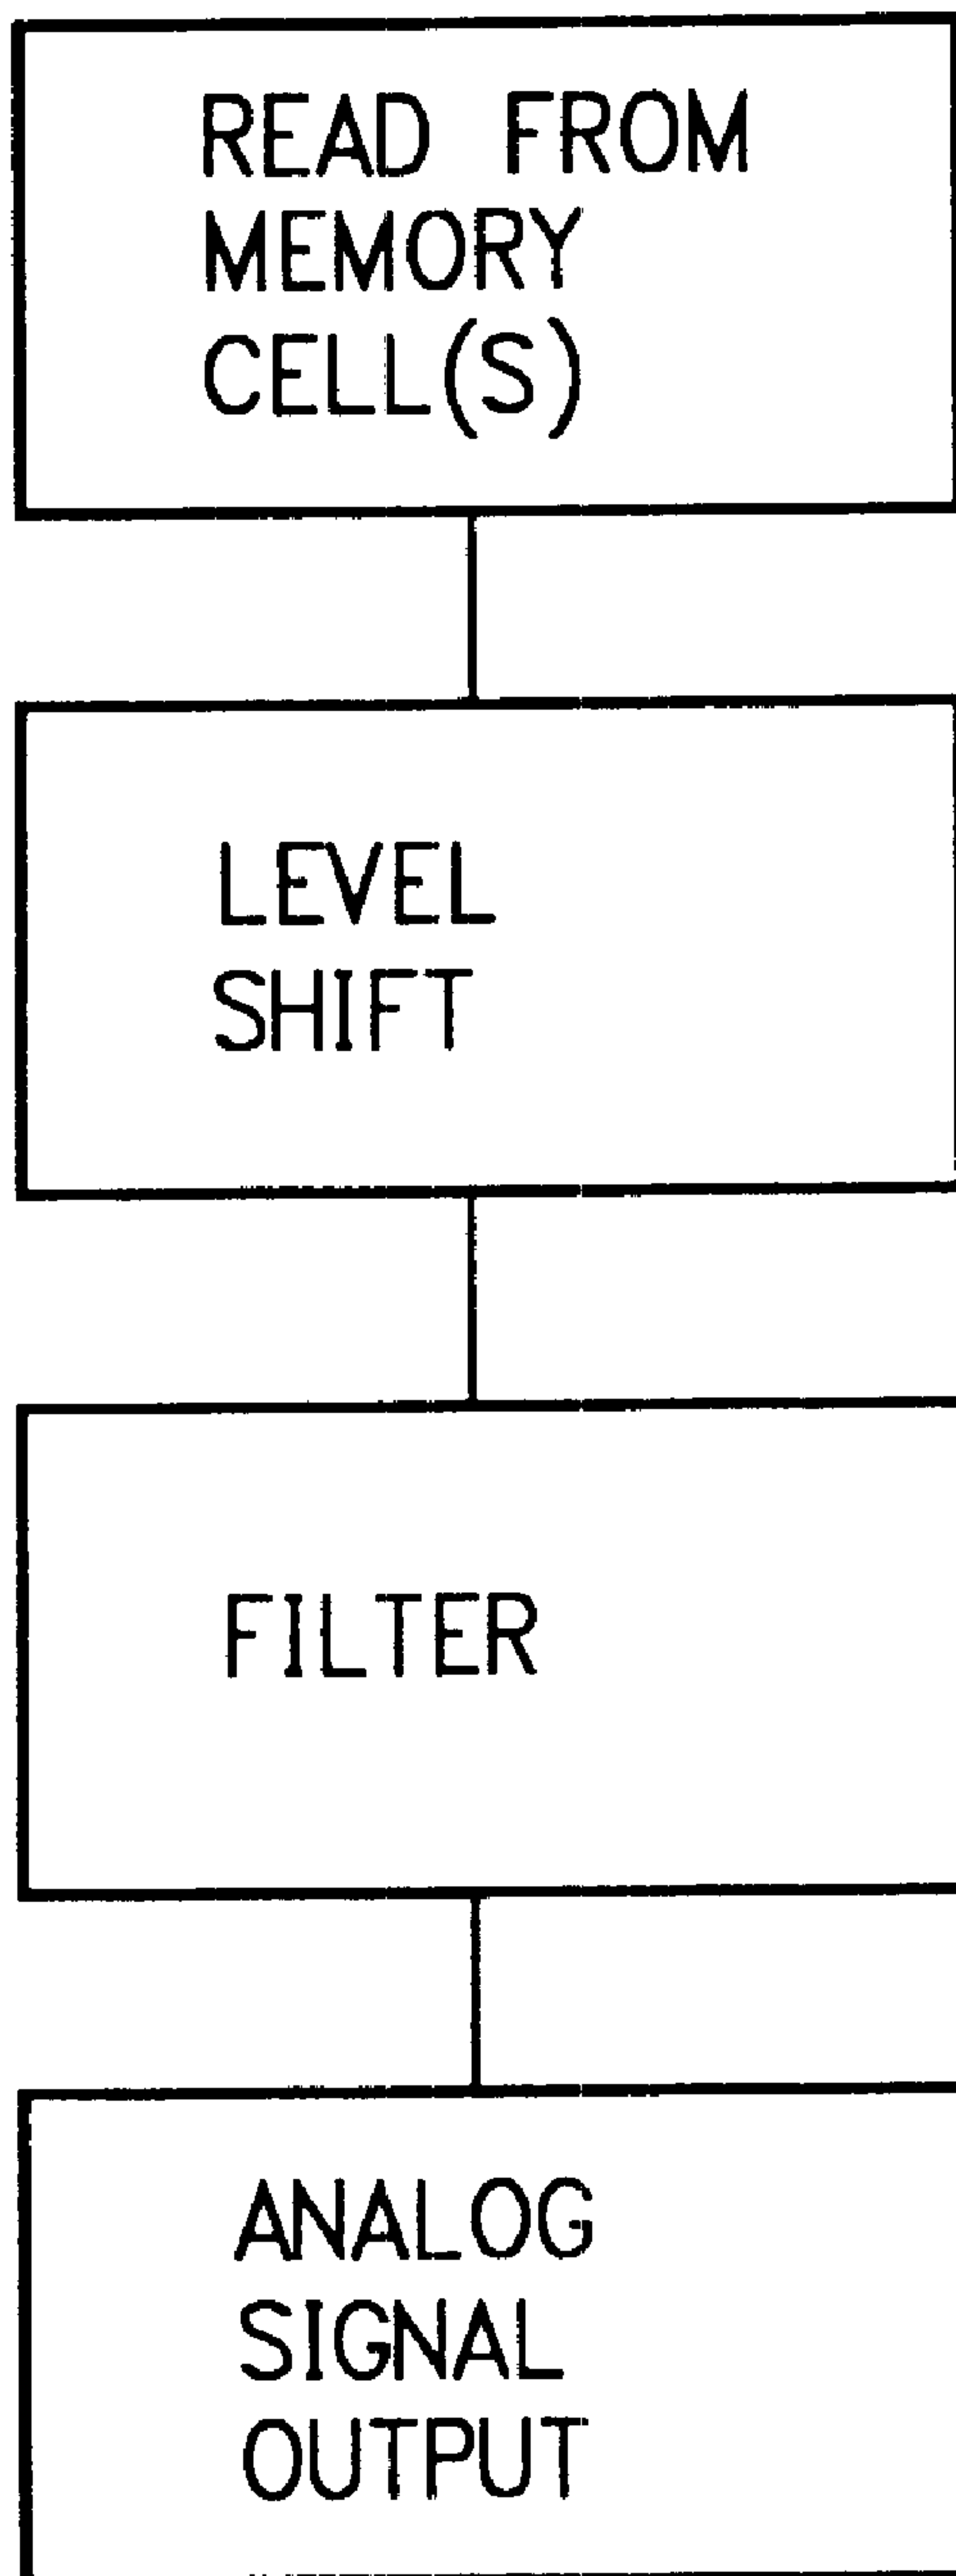 READ FROM
MEMORY
CELL(S)
LEVEL
SHIFT
FILTER
ANALOG
SIGNAL
OUTPUT